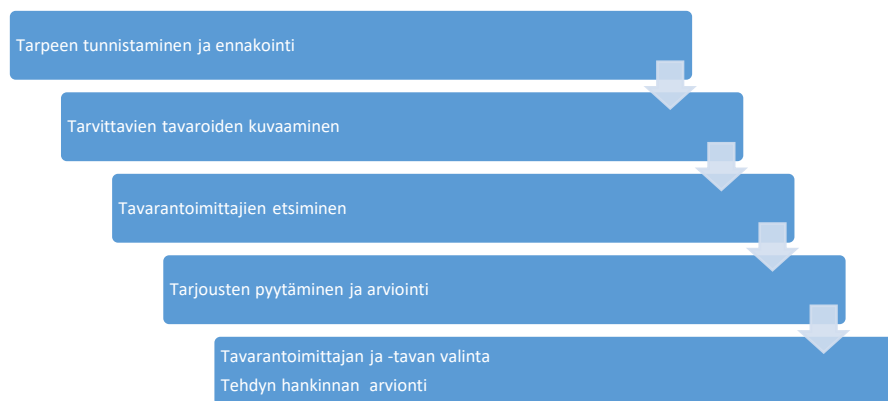 Tarpeen tunnistaminen ja ennakointi
Tarvittavien tavaroiden kuvaaminen
Tavarantoimittajien etsiminen
Tarjousten pyytäminen ja arviointi
Tavarantoimittajan ja -tavan valinta
Tehdyn hankinnan arvionti